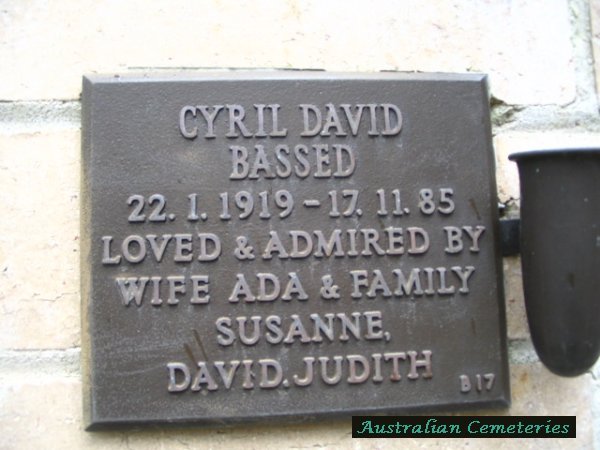 CYRIL DAVID
BASSED
22. 1. 1919 - 17. 11. 85
LOVED & ADMIRED BY
WIFE ADA & FAMILY
SUSANNE,
DAVID. JUDITH
B 17
Australian Cemeteries